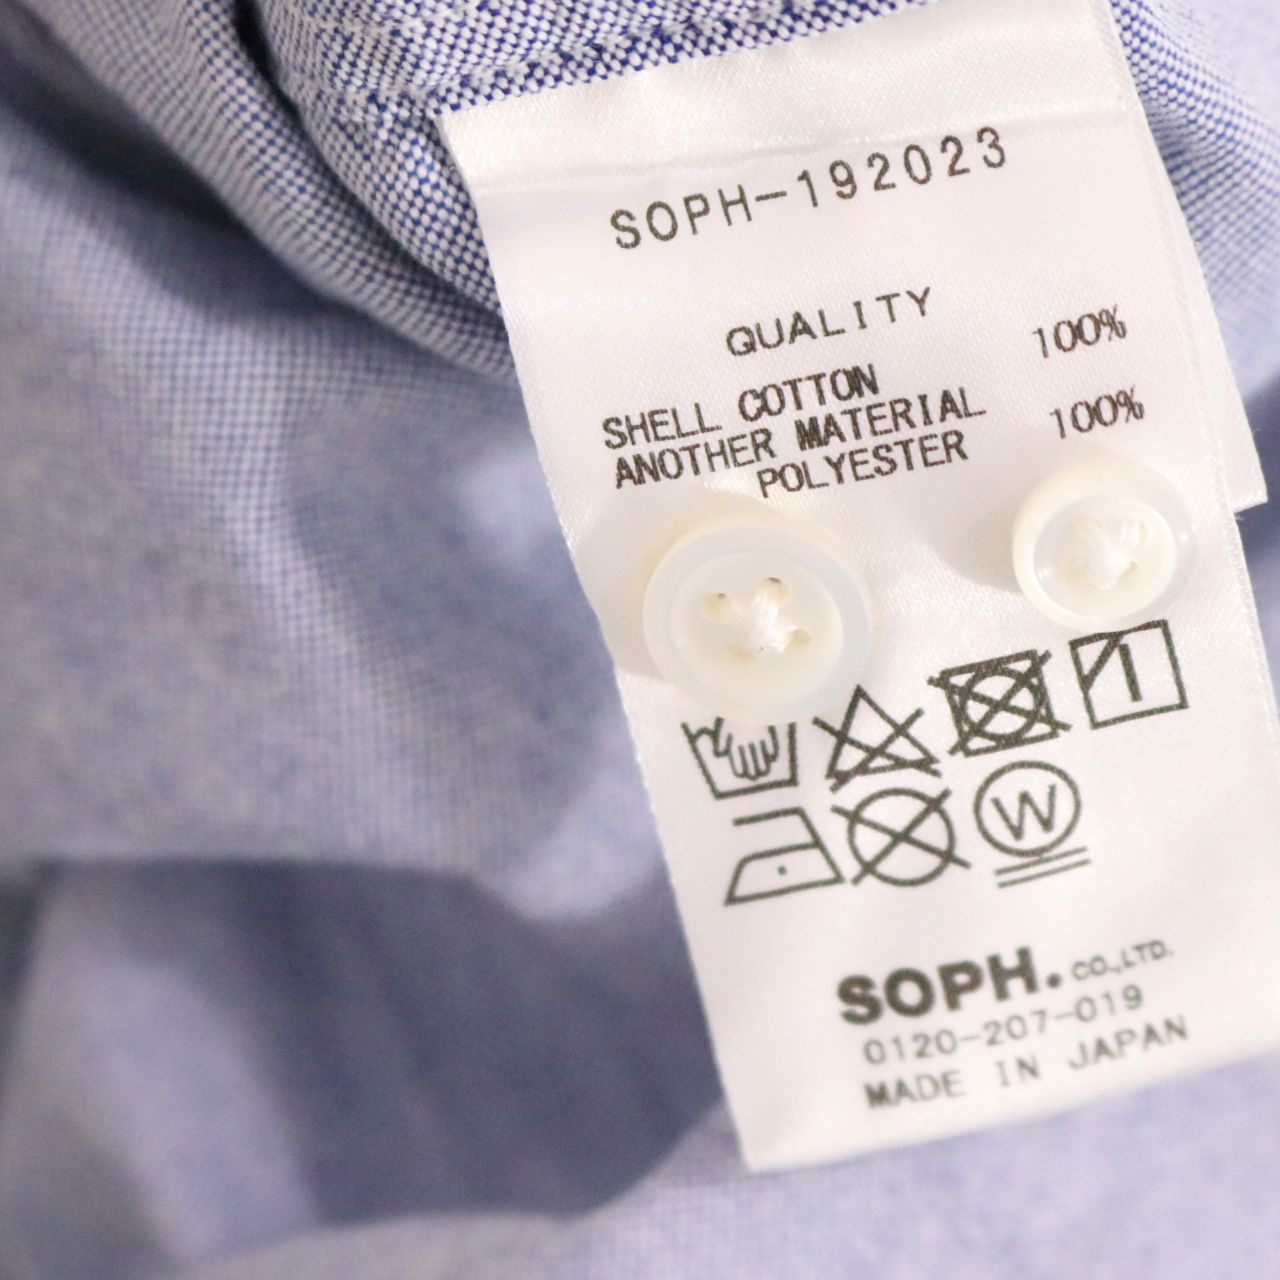 SOPH-192023
QUALITY
SHELL COTTON 100%
ANOTHER MATERIAL
POLYESTER 100%
W
SOPH. CO.,LTD.
0120-207-019
MADE IN JAPAN